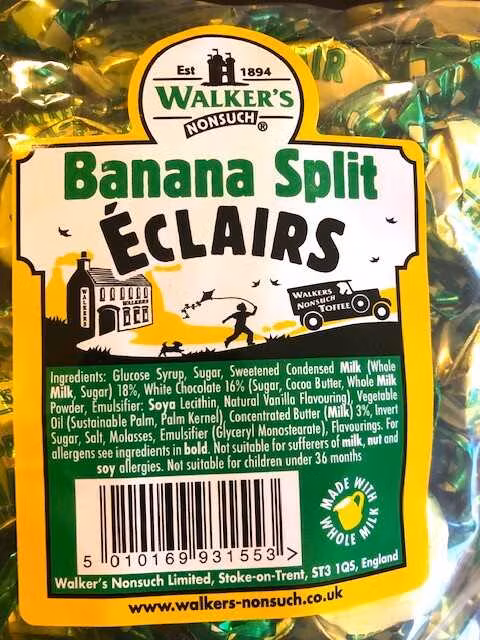 IR
Est 1894
WALKER'S
NONSUCH®
Banana Split
ÉCLAIRS
WALKERS
WALKERS
WALKERS
NONSUCH
TOFFEE
Ingredients: Glucose Syrup, Sugar, Sweetened Condensed Milk (Whole
Milk, Sugar) 18%, White Chocolate 16% (Sugar, Cocoa Butter, Whole Milk
Powder, Emulsifier: Soya Lecithin, Natural Vanilla Flavouring), Vegetable
Oil (Sustainable Palm, Palm Kernel), Concentrated Butter (Milk) 3%, Invert
Sugar, Salt, Molasses, Emulsifier (Glyceryl Monostearate), Flavourings. For
allergens see ingredients in bold. Not suitable for sufferers of milk, nut and
soy allergies. Not suitable for children under 36 months
MADE WITH
WHOLE MILK
5 010169 931553 >
Walker's Nonsuch Limited, Stoke-on-Trent, ST3 1QS, England
www.walkers-nonsuch.co.uk